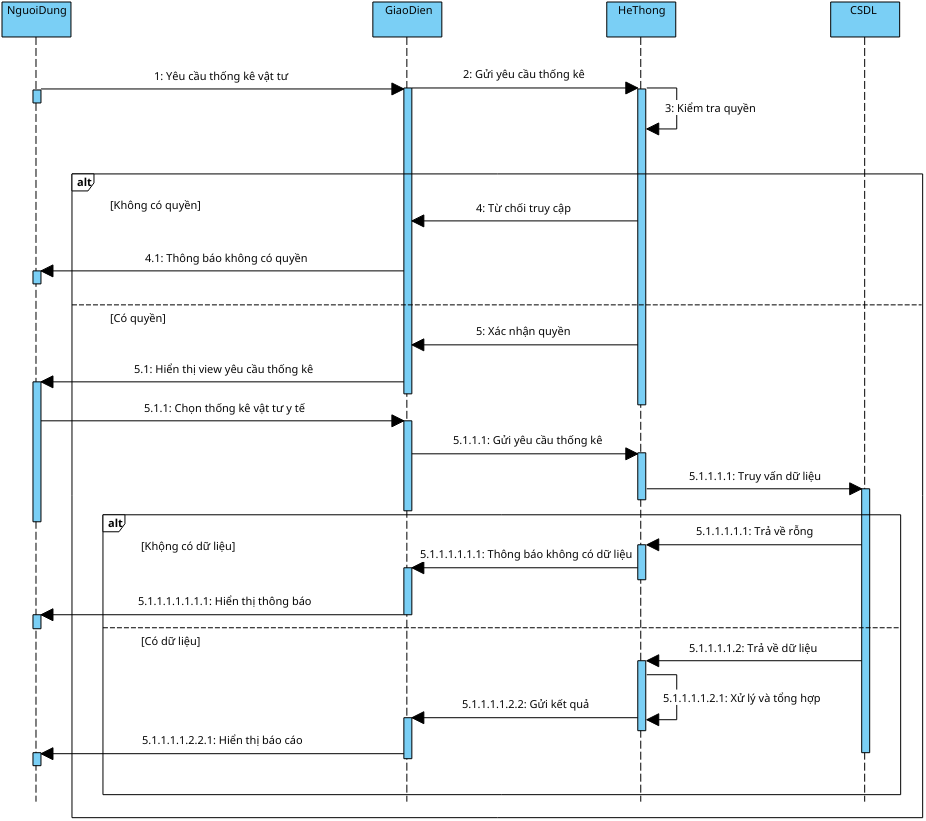 NguoiDung
GiaoDien
HeThong
CSDL
1: Yêu cầu thống kê vật tư
2: Gửi yêu cầu thống kê
3: Kiểm tra quyền
alt
[Không có quyền]
4: Từ chối truy cập
4.1: Thông báo không có quyền
[Có quyền]
5: Xác nhận quyền
5.1: Hiển thị view yêu cầu thống kê
5.1.1: Chọn thống kê vật tư y tế
5.1.1.1: Gửi yêu cầu thống kê
5.1.1.1.1: Truy vấn dữ liệu
alt
[Khộng có dữ liệu]
5.1.1.1.1.1: Trả về rỗng
5.1.1.1.1.1.1: Thông báo không có dữ liệu
5.1.1.1.1.1.1.1: Hiển thị thông báo
[Có dữ liệu]
5.1.1.1.1.2: Trả về dữ liệu
5.1.1.1.1.2.1: Xử lý và tổng hợp
5.1.1.1.1.2.2: Gửi kết quả
5.1.1.1.1.2.2.1: Hiển thị báo cáo